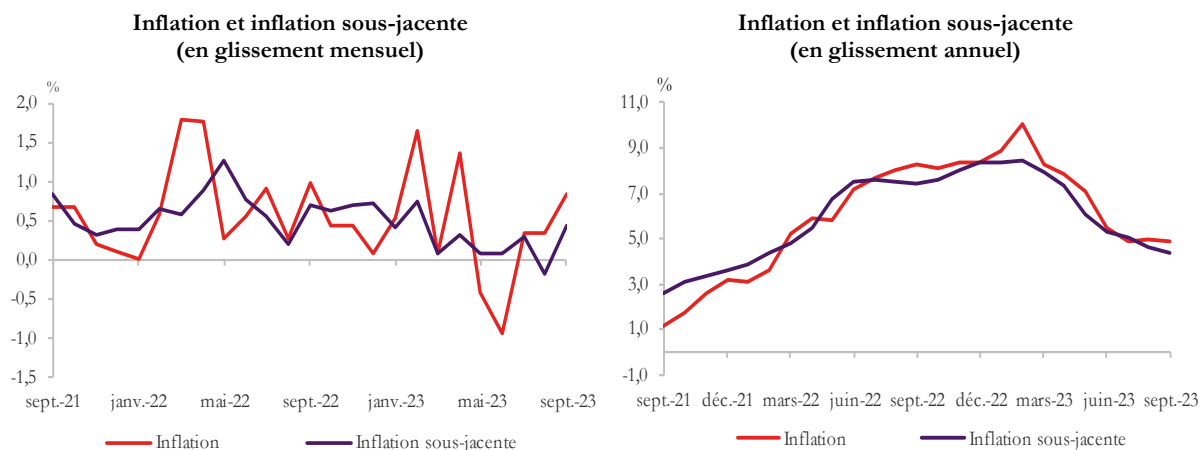 Inflation et inflation sous-jacente
(en glissement mensuel)
%
2,0
1,5
1,0
0,5
0,0
-0,5
-1,0
-1,5
sept.-21 janv.-22 mai-22 sept.-22 janv.-23 mai-23 sept.-23
Inflation Inflation sous-jacente
Inflation et inflation sous-jacente
(en glissement annuel)
%
11,0
9,0
7,0
5,0
3,0
1,0
-1,0
sept.-21 déc.-21 mars-22 juin-22 sept.-22 déc.-22 mars-23 juin-23 sept.-23
Inflation Inflation sous-jacente